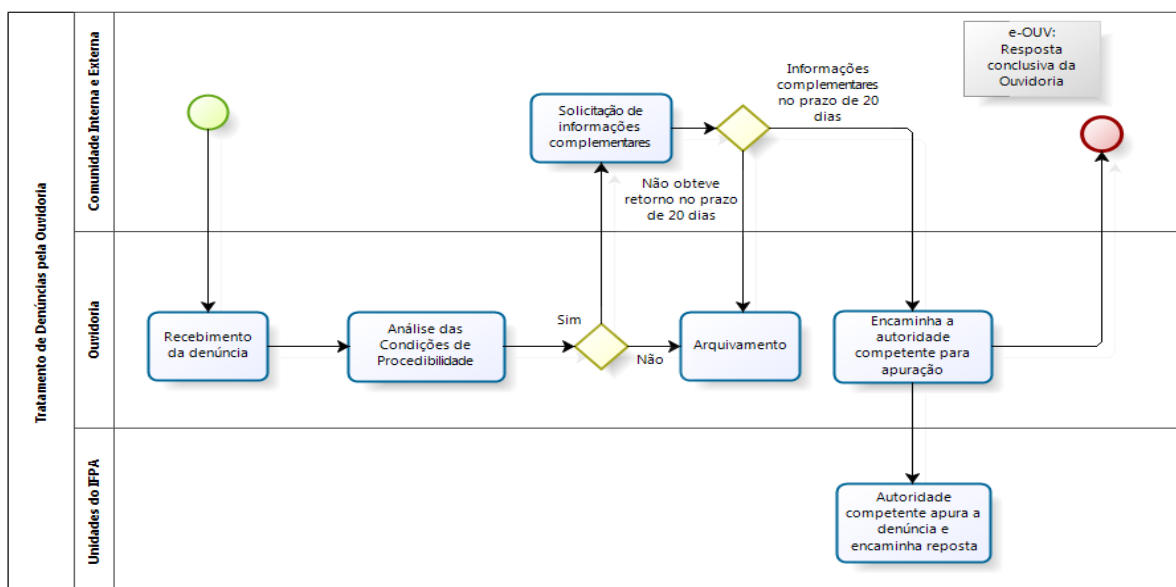 Tratamento de Denúncias pela Ouvidoria
Comunidade Interna e Externa
Solicitação de
informações
complementares
Informações
complementares
no prazo de 20
dias
e-OUV:
Resposta
conclusiva da
Ouvidoria
Não obteve
retorno no prazo
de 20 dias
Ouvidoria
Recebimento
da denúncia
Análise das
Condições de
Procedibilidade
Sim
Não
Arquivamento
Encaminha a
autoridade
competente para
apuração
Unidades do IFPA
Autoridade
competente apura a
denúncia e
encaminha reposta